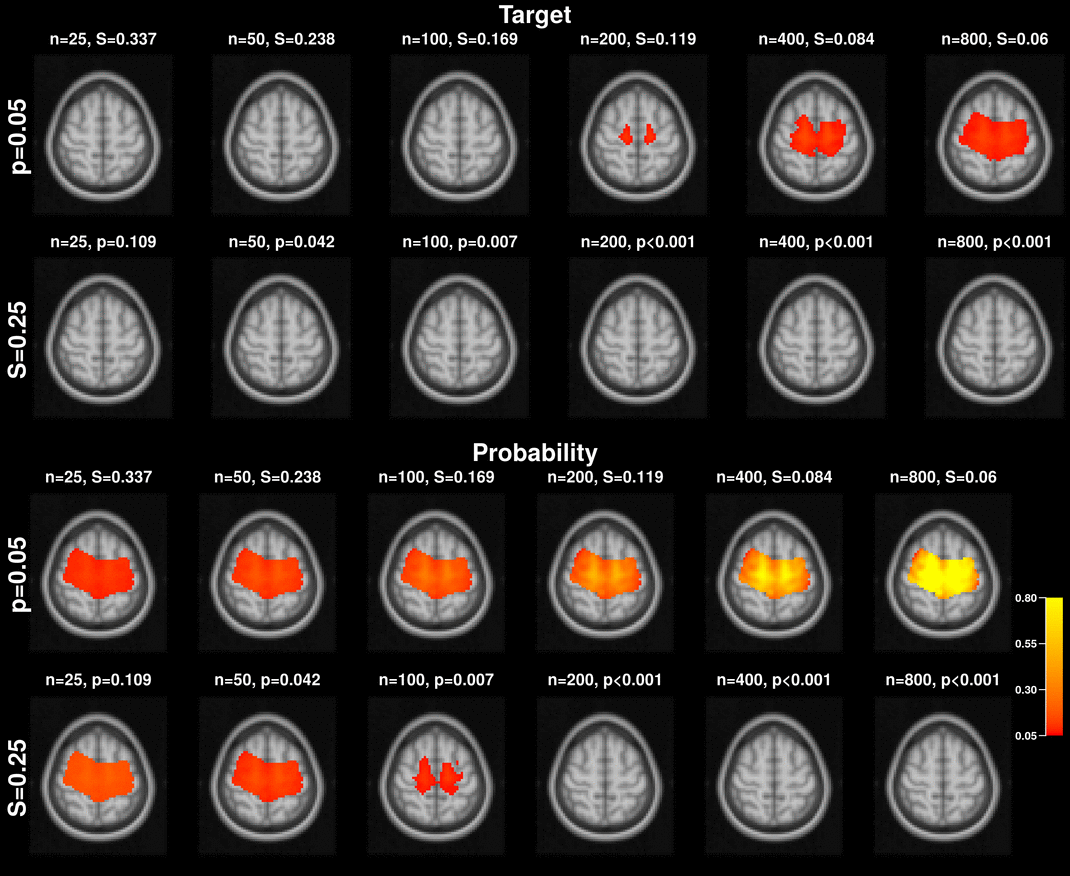 Target
n=25, S=0.337 n=50, S=0.238 n=100, S=0.169 n=200, S=0.119 n=400, S=0.084 n=800, S=0.06
p=0.05
n=25, p=0.109 n=50, p=0.042 n=100, p=0.007 n=200, p<0.001 n=400, p<0.001 n=800, p<0.001
S=0.25
Probability
n=25, S=0.337 n=50, S=0.238 n=100, S=0.169 n=200, S=0.119 n=400, S=0.084 n=800, S=0.06
p=0.05
0.80
0.55
0.30
0.05
n=25, p=0.109 n=50, p=0.042 n=100, p=0.007 n=200, p<0.001 n=400, p<0.001 n=800, p<0.001
S=0.25